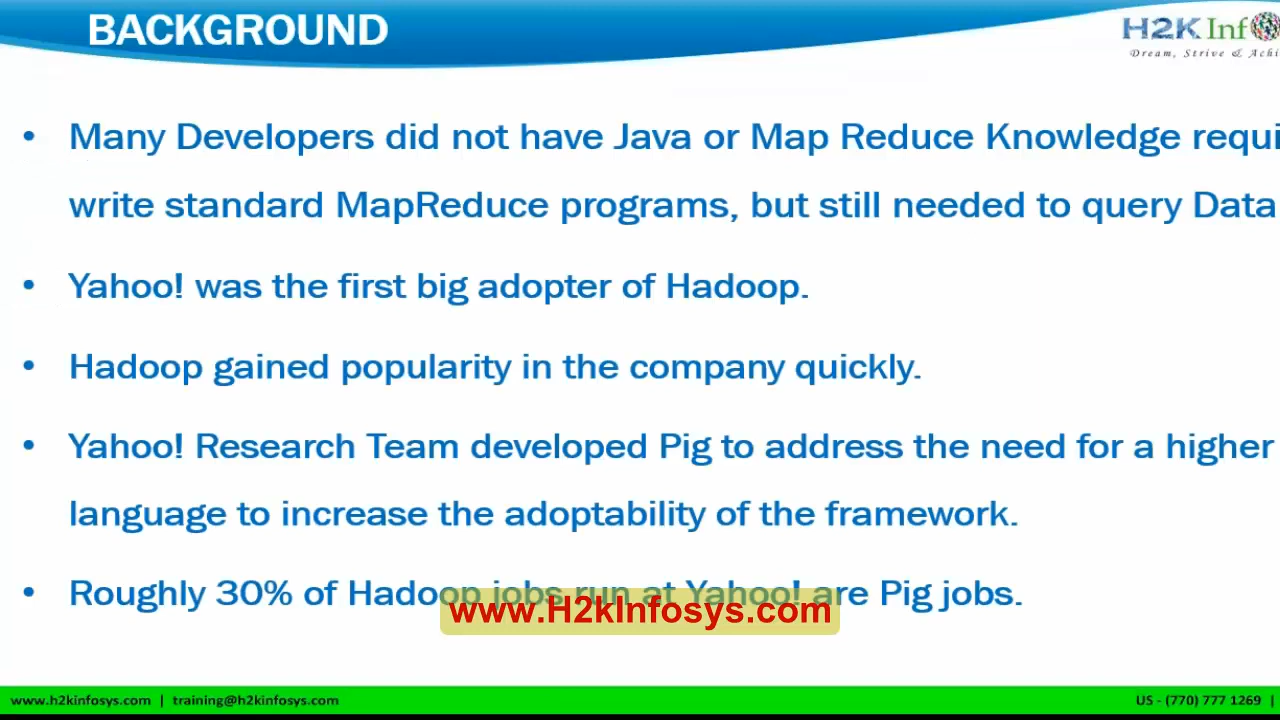 BACKGROUND
H2K Inf
Dream, Strive & Achi
• Many Developers did not have Java or Map Reduce Knowledge requi
write standard MapReduce programs, but still needed to query Data
• Yahoo! was the first big adopter of Hadoop.
• Hadoop gained popularity in the company quickly.
• Yahoo! Research Team developed Pig to address the need for a higher
language to increase the adoptability of the framework.
• Roughly 30% of Hadoop jobs run at Yahoo! are Pig jobs.
www.H2kInfosys.com
www.h2kinfosys.com | training@h2kinfosys.com
US - (770) 777 1269 |